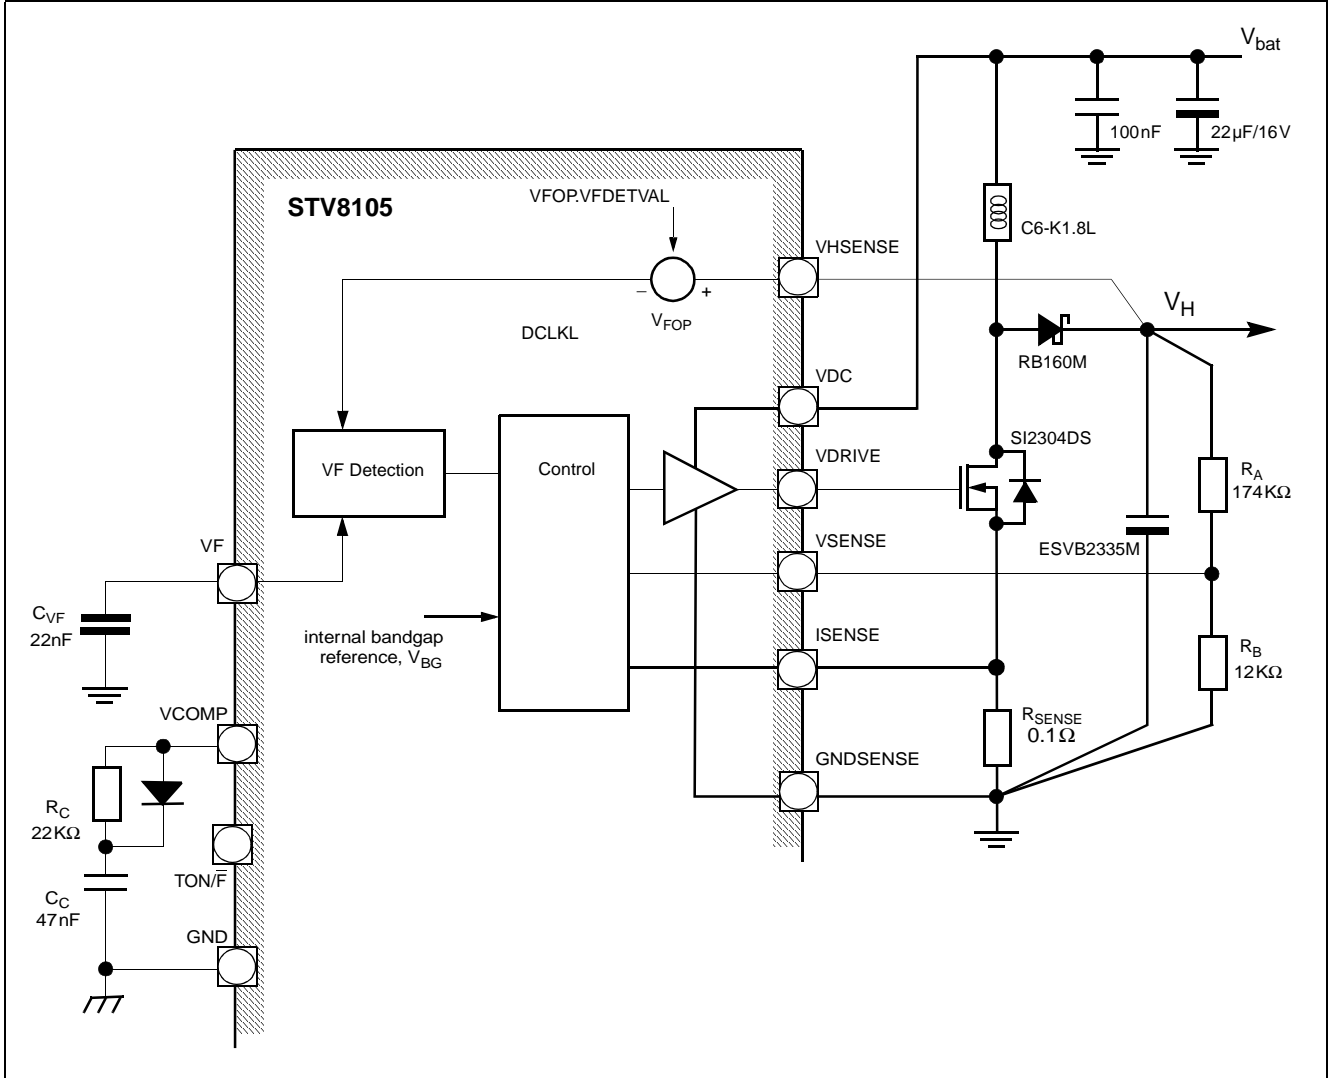 V_bat
100nF
22µF/16V
STV8105
VFOP.VFDETVAL
C6-K1.8L
VHSENSE
− +
V_FOP
V_H
DCLKL
RB160M
VDC
SI2304DS
VDRIVE
VF Detection
Control
R_A
174KΩ
VSENSE
VF
ESVB2335M
C_VF
22nF
internal bandgap
reference, V_BG
ISENSE
R_B
12KΩ
VCOMP
R_SENSE
0.1Ω
GNDSENSE
R_C
22KΩ
TON/F̅
C_C
47nF
GND